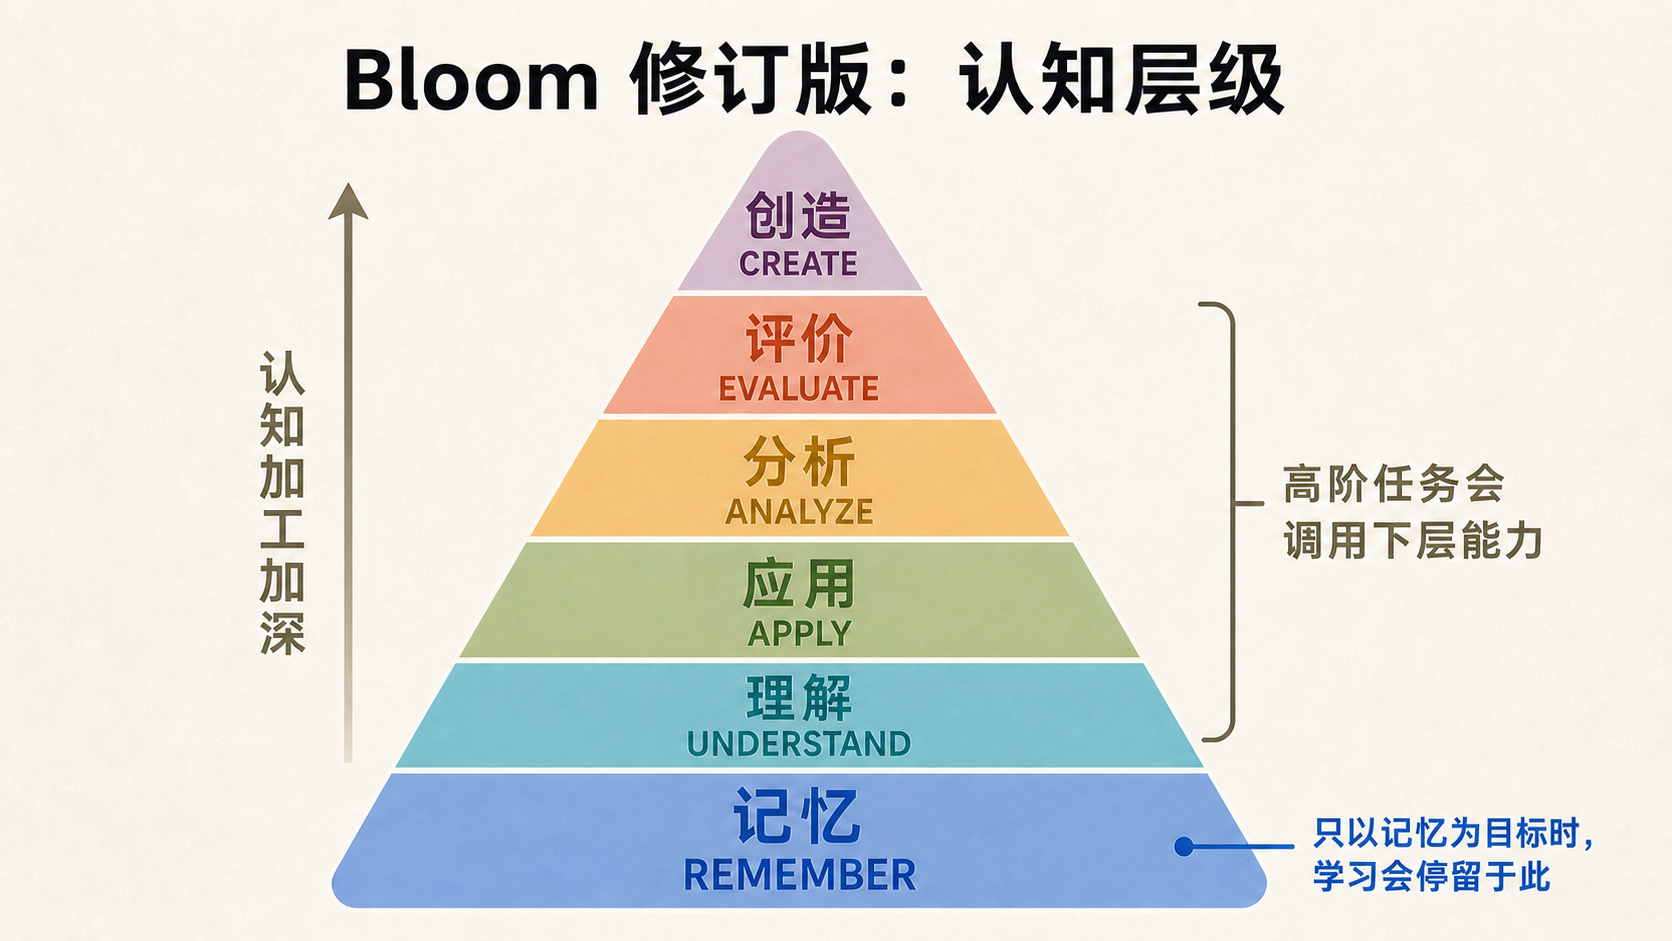 Bloom 修订版：认知层级
创造
CREATE
评价
EVALUATE
分析
ANALYZE
应用
APPLY
理解
UNDERSTAND
记忆
REMEMBER
认知加工加深
高阶任务会
调用下层能力
只以记忆为目标时，
学习会停留于此